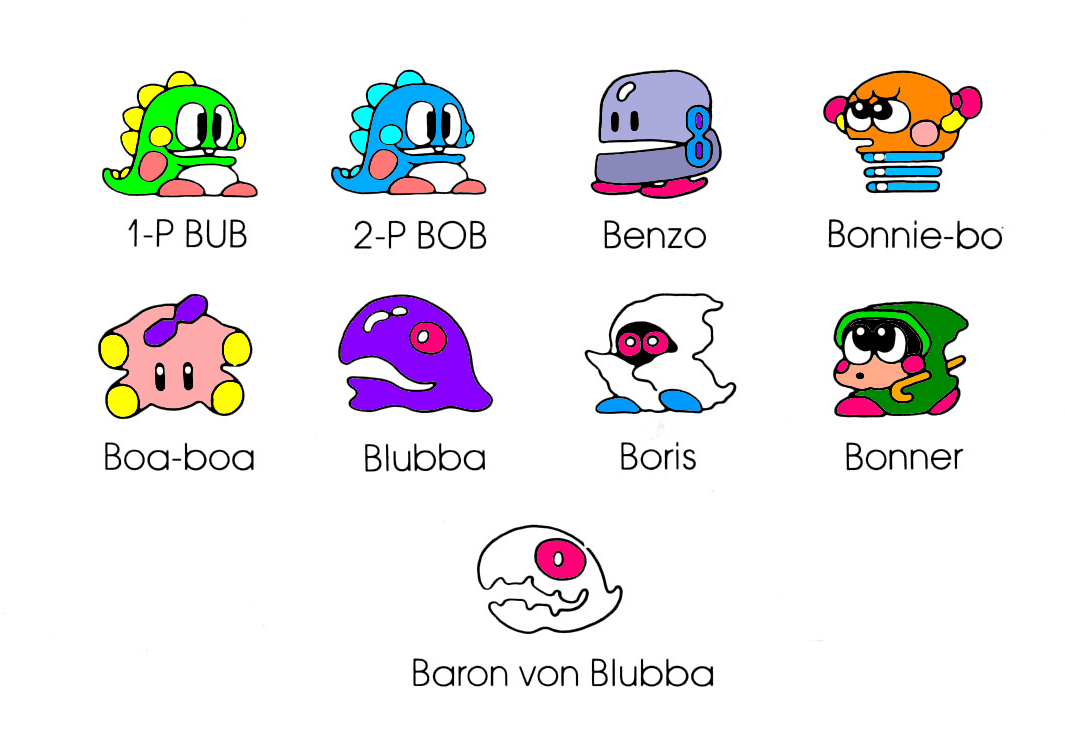 1-P BUB
2-P BOB
Benzo
Bonnie-bo
Boa-boa
Blubba
Boris
Bonner
Baron von Blubba